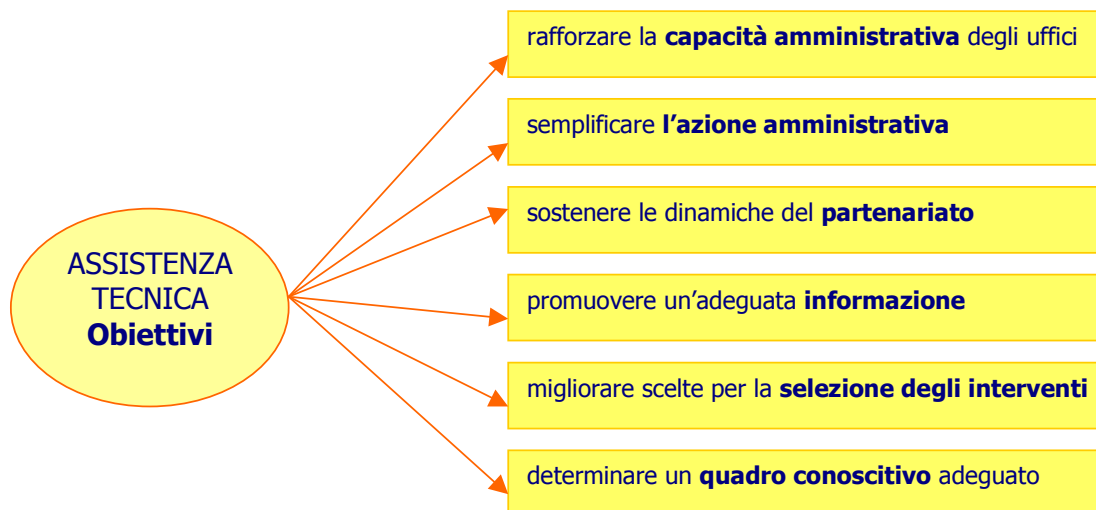 ASSISTENZA
TECNICA
Obiettivi
rafforzare la capacità amministrativa degli uffici
semplificare l’azione amministrativa
sostenere le dinamiche del partenariato
promuovere un’adeguata informazione
migliorare scelte per la selezione degli interventi
determinare un quadro conoscitivo adeguato